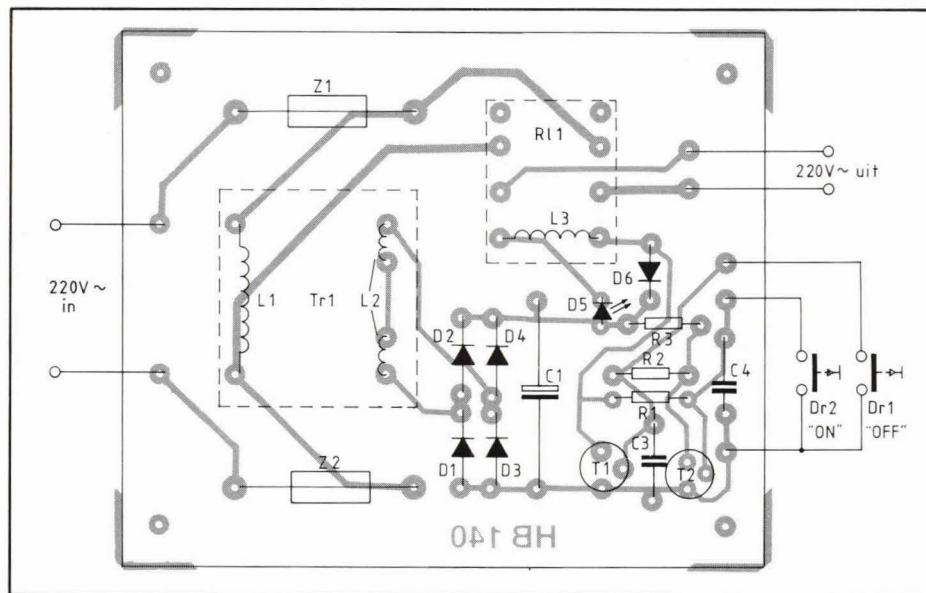 Z1
Rl1
220V~ uit
L3
220V~
in
L1
Tr1
L2
D6
D5
D2
D4
R3
R2
C1
C4
R1
Dr2
Dr1
"ON"
"OFF"
C3
Z2
D1
D3
T1
T2
HB 140